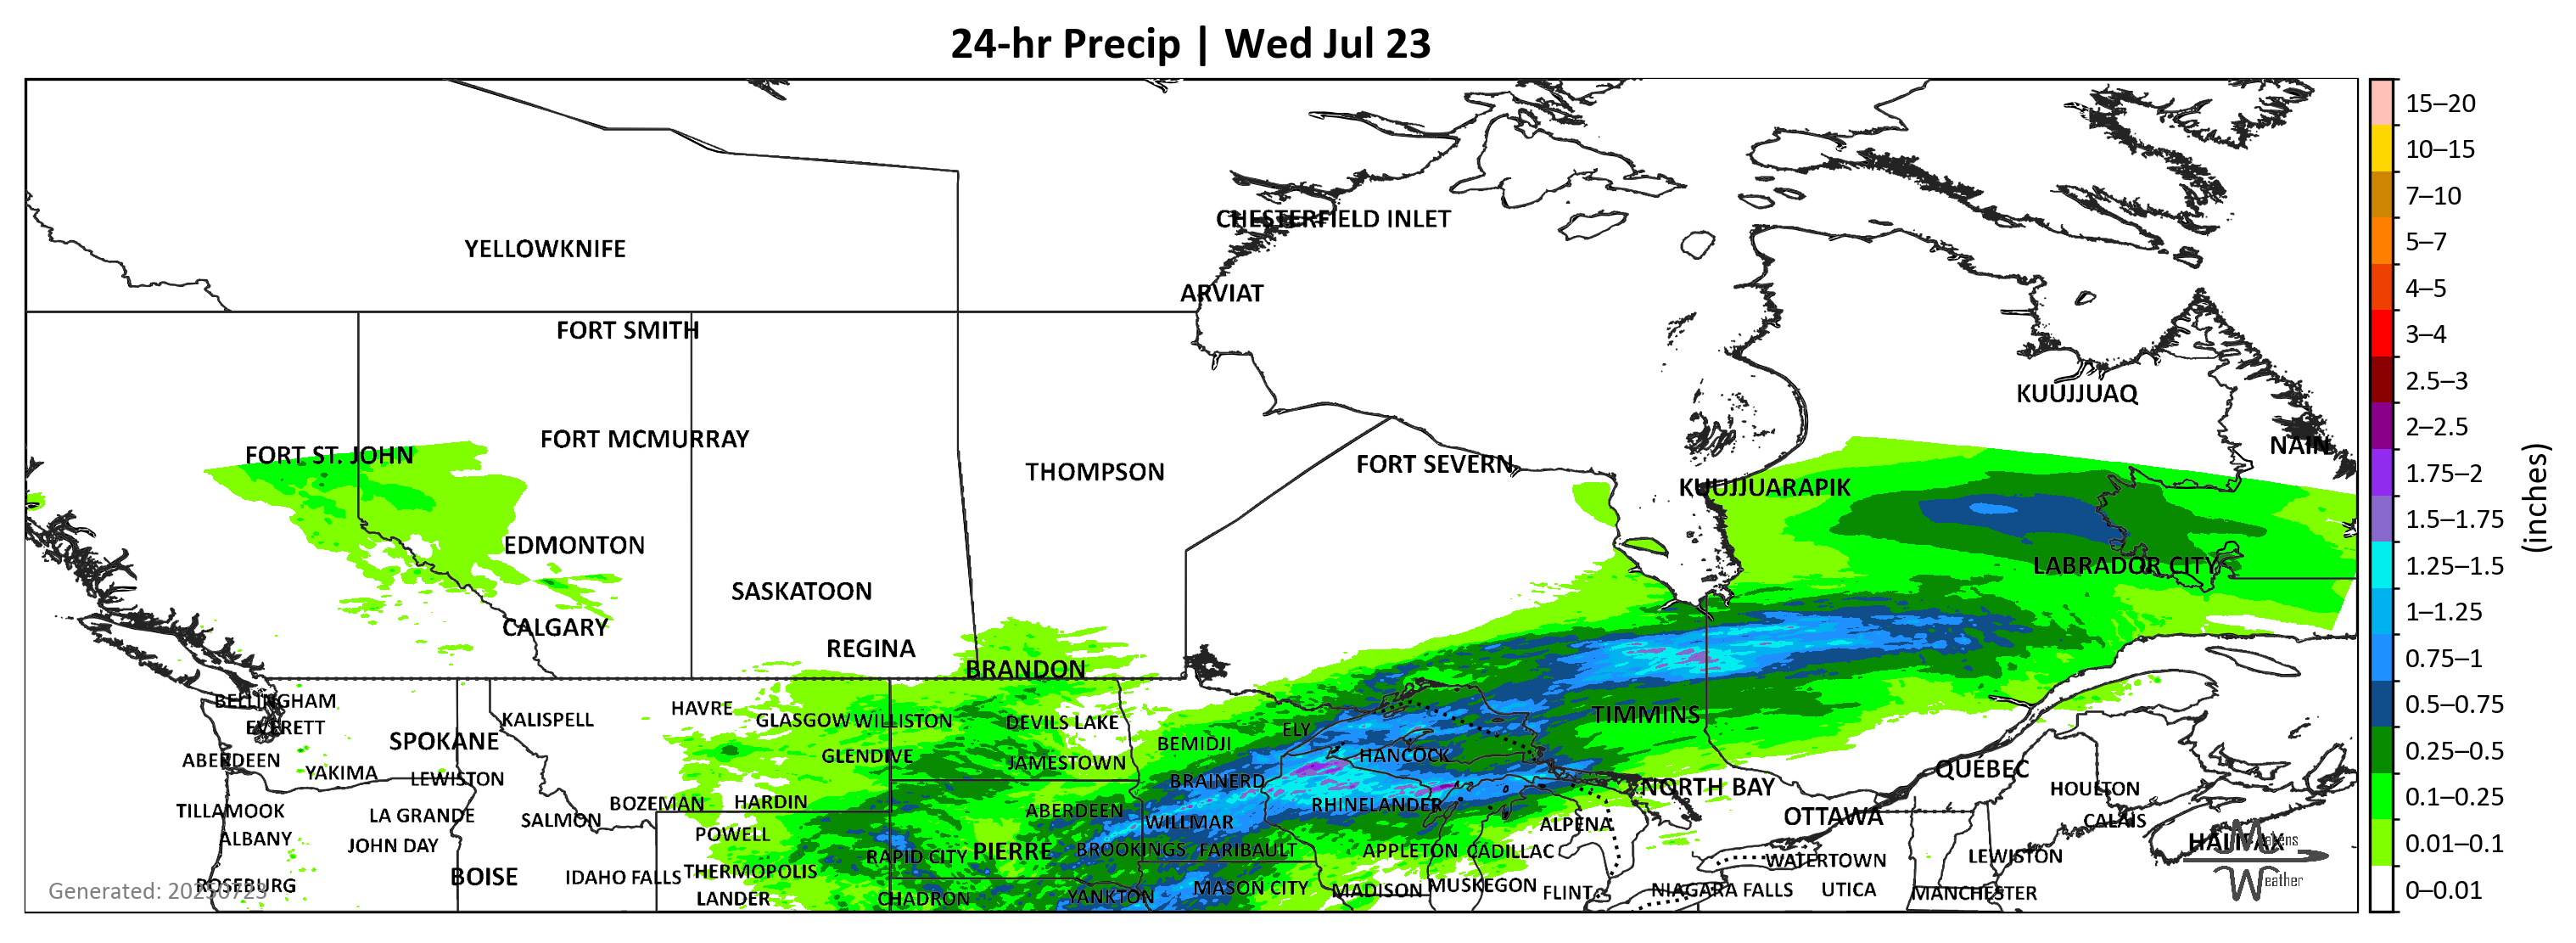 24-hr Precip | Wed Jul 23
CHESTERFIELD INLET
YELLOWKNIFE
ARVIAT
FORT SMITH
KUUJJUAQ
FORT MCMURRAY
NAIN
FORT ST. JOHN
FORT SEVERN
THOMPSON
KUUJJUARAPIK
EDMONTON
LABRADOR CITY
SASKATOON
CALGARY
REGINA
BRANDON
BELLINGHAM
HAVRE
KALISPELL
GLASGOW WILLISTON
DEVILS LAKE
TIMMINS
EVERETT
ELY
SPOKANE
BEMIDJI
ABERDEEN
GLENDIVE
JAMESTOWN
HANCOCK
QUÉBEC
YAKIMA
LEWISTON
BRAINERD
NORTH BAY
HOULTON
BOZEMAN
HARDIN
RHINELANDER
TILLAMOOK
LA GRANDE
SALMON
ABERDEEN
WILLMAR
ALPENA
OTTAWA
CALAIS
POWELL
ALBANY
JOHN DAY
HALIFAX
RAPID CITY
PIERRE
BROOKINGS
FARIBAULT
APPLETON
CADILLAC
WATERTOWN
LEWISTON
THERMOPOLIS
BOISE
IDAHO FALLS
ROSEBURG
MASON CITY
MADISON
MUSKEGON
FLINT
NIAGARA FALLS
UTICA
MANCHESTER
LANDER
CHADRON
YANKTON
Generated: 20250723
Makens
Weather
15–20
10–15
7–10
5–7
4–5
3–4
2.5–3
2–2.5
1.75–2
1.5–1.75
1.25–1.5
1–1.25
0.75–1
0.5–0.75
0.25–0.5
0.1–0.25
0.01–0.1
0–0.01
(inches)